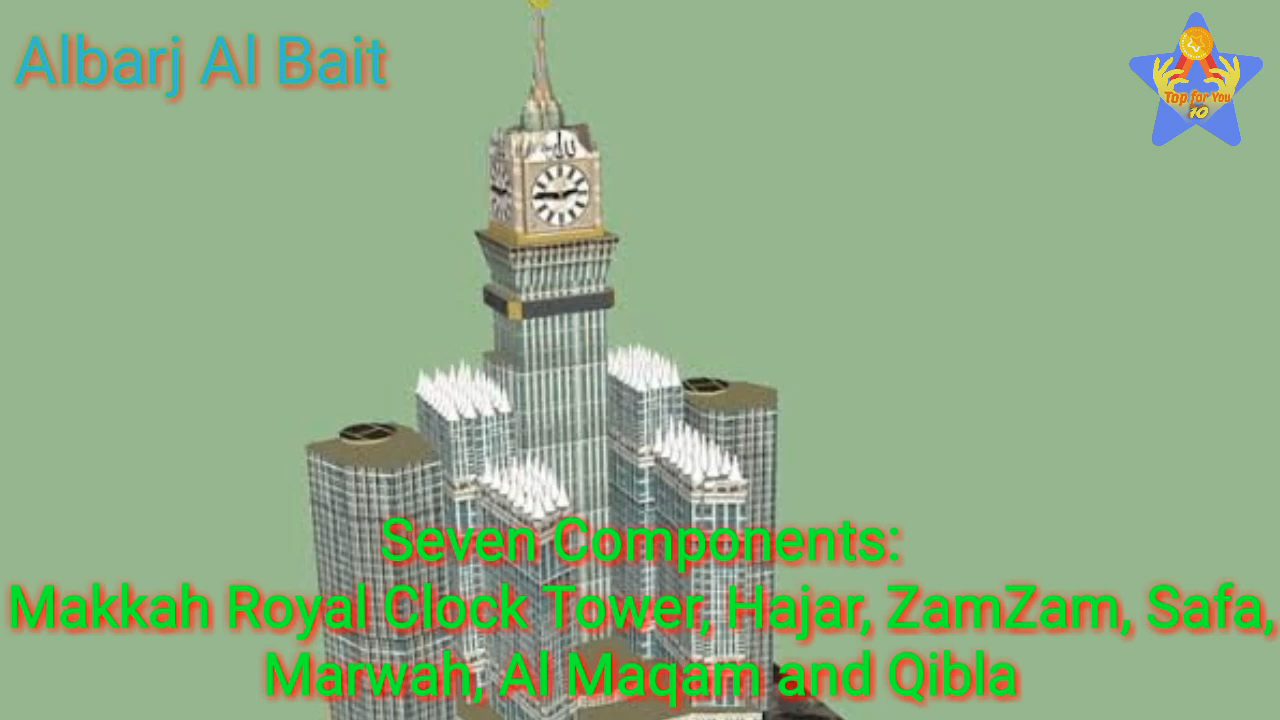 Albarj Al Bait
Top for You
10
Seven Components:
Makkah Royal Clock Tower, Hajar, ZamZam, Safa,
Marwah, Al Maqam and Qibla